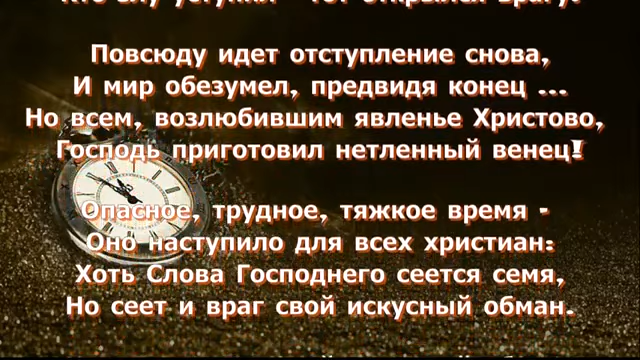 Повсюду идет отступление снова,
И мир обезумел, предвидя конец ...
Но всем, возлюбившим явленье Христово,
Господь приготовил нетленный венец!
Опасное, трудное, тяжкое время -
Оно наступило для всех христиан:
Хоть Слова Господнего сеется семя,
Но сеет и враг свой искусный обман.